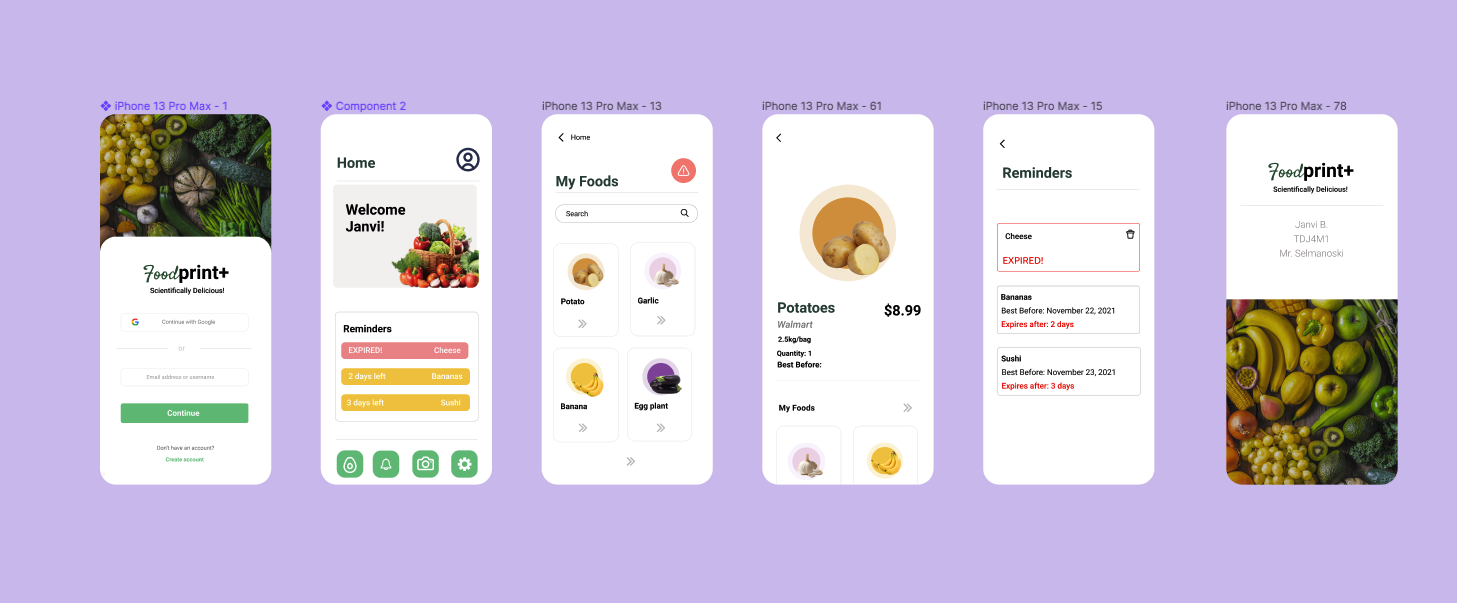 iPhone 13 Pro Max - 1
Foodprint+
Scientifically Delicious!
Continue with Google
or
Email address or username
Continue
Don't have an account?
Create account
Component 2
Home
Welcome
Janvi!
Reminders
EXPIRED! Cheese
2 days left Bananas
3 days left Sushi
iPhone 13 Pro Max - 13
Home
My Foods
Search
Potato
Garlic
Banana
Egg plant
iPhone 13 Pro Max - 61
Potatoes $8.99
Walmart
2.5kg/bag
Quantity: 1
Best Before:
My Foods
iPhone 13 Pro Max - 15
Reminders
Cheese
EXPIRED!
Bananas
Best Before: November 22, 2021
Expires after: 2 days
Sushi
Best Before: November 23, 2021
Expires after: 3 days
iPhone 13 Pro Max - 78
Foodprint+
Scientifically Delicious!
Janvi B.
TDJ4M1
Mr. Selmanoski